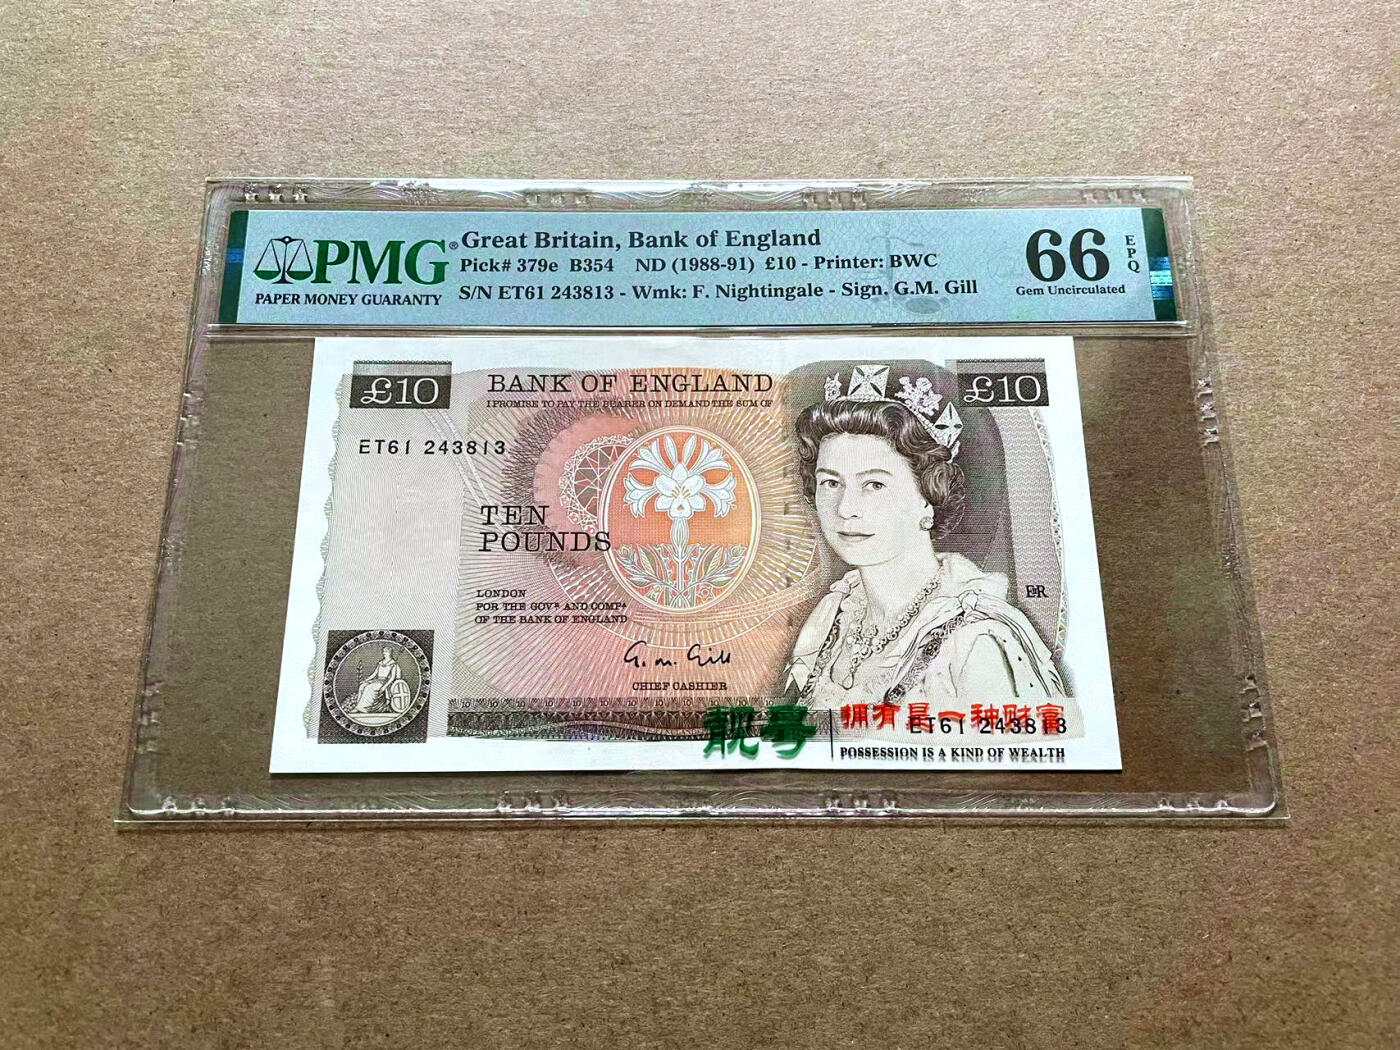 PMG®
PAPER MONEY GUARANTY
Great Britain, Bank of England
Pick# 379e B354 ND (1988-91) £10 - Printer: BWC
S/N ET61 243813 - Wmk: F. Nightingale - Sign. G.M. Gill
66
EPQ
Gem Uncirculated
£10
BANK OF ENGLAND
I PROMISE TO PAY THE BEARER ON DEMAND THE SUM OF
£10
ET61 243813
TEN
POUNDS
LONDON
FOR THE GOVR AND COMPA
OF THE BANK OF ENGLAND
EIIR
G. M. Gill
CHIEF CASHIER
靓号
拥有是一种财富
ET61 243813
POSSESSION IS A KIND OF WEALTH